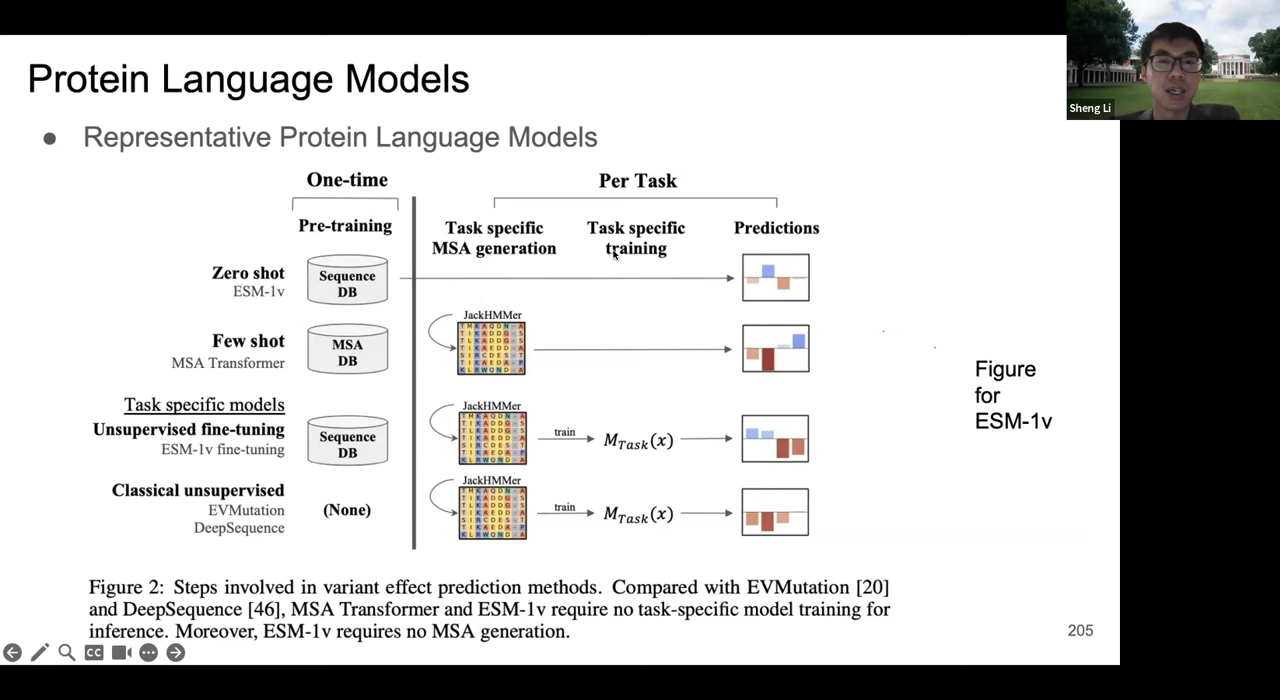 Sheng Li
Protein Language Models
● Representative Protein Language Models
One-time
Per Task
Pre-training
Task specific
MSA generation
Task specific
training
Predictions
Zero shot
ESM-1v
Sequence
DB
Few shot
MSA Transformer
MSA
DB
JackHMMer
Task specific models
Unsupervised fine-tuning
ESM-1v fine-tuning
Sequence
DB
JackHMMer
train
M_Task(x)
Classical unsupervised
EVMutation
DeepSequence
(None)
JackHMMer
train
M_Task(x)
Figure
for
ESM-1v
Figure 2: Steps involved in variant effect prediction methods. Compared with EVMutation [20]
and DeepSequence [46], MSA Transformer and ESM-1v require no task-specific model training for
inference. Moreover, ESM-1v requires no MSA generation.
205
CC